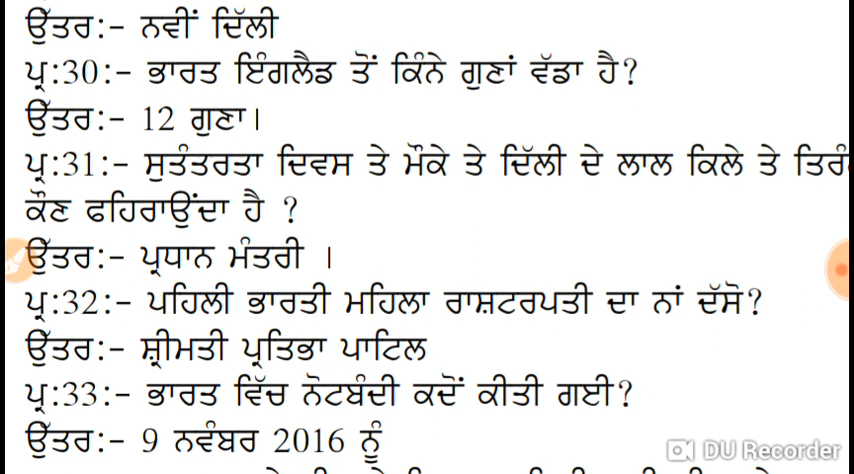 ਉੱਤਰ:- ਨਵੀਂ ਦਿੱਲੀ
ਪ੍ਰ:30:- ਭਾਰਤ ਇੰਗਲੈਡ ਤੋਂ ਕਿੰਨੇ ਗੁਣਾਂ ਵੱਡਾ ਹੈ?
ਉੱਤਰ:- 12 ਗੁਣਾ।
ਪ੍ਰ:31:- ਸੁਤੰਤਰਤਾ ਦਿਵਸ ਤੇ ਮੌਕੇ ਤੇ ਦਿੱਲੀ ਦੇ ਲਾਲ ਕਿਲੇ ਤੇ
ਕੌਣ ਫਹਿਰਾਉਂਦਾ ਹੈ ?
ਉੱਤਰ:- ਪ੍ਰਧਾਨ ਮੰਤਰੀ ।
ਪ੍ਰ:32:- ਪਹਿਲੀ ਭਾਰਤੀ ਮਹਿਲਾ ਰਾਸ਼ਟਰਪਤੀ ਦਾ ਨਾਂ ਦੱਸੋ?
ਉੱਤਰ:- ਸ਼੍ਰੀਮਤੀ ਪ੍ਰਤਿਭਾ ਪਾਟਿਲ
ਪ੍ਰ:33:- ਭਾਰਤ ਵਿੱਚ ਨੋਟਬੰਦੀ ਕਦੋਂ ਕੀਤੀ ਗਈ?
ਉੱਤਰ:- 9 ਨਵੰਬਰ 2016 ਨੂੰ
DU Recorder